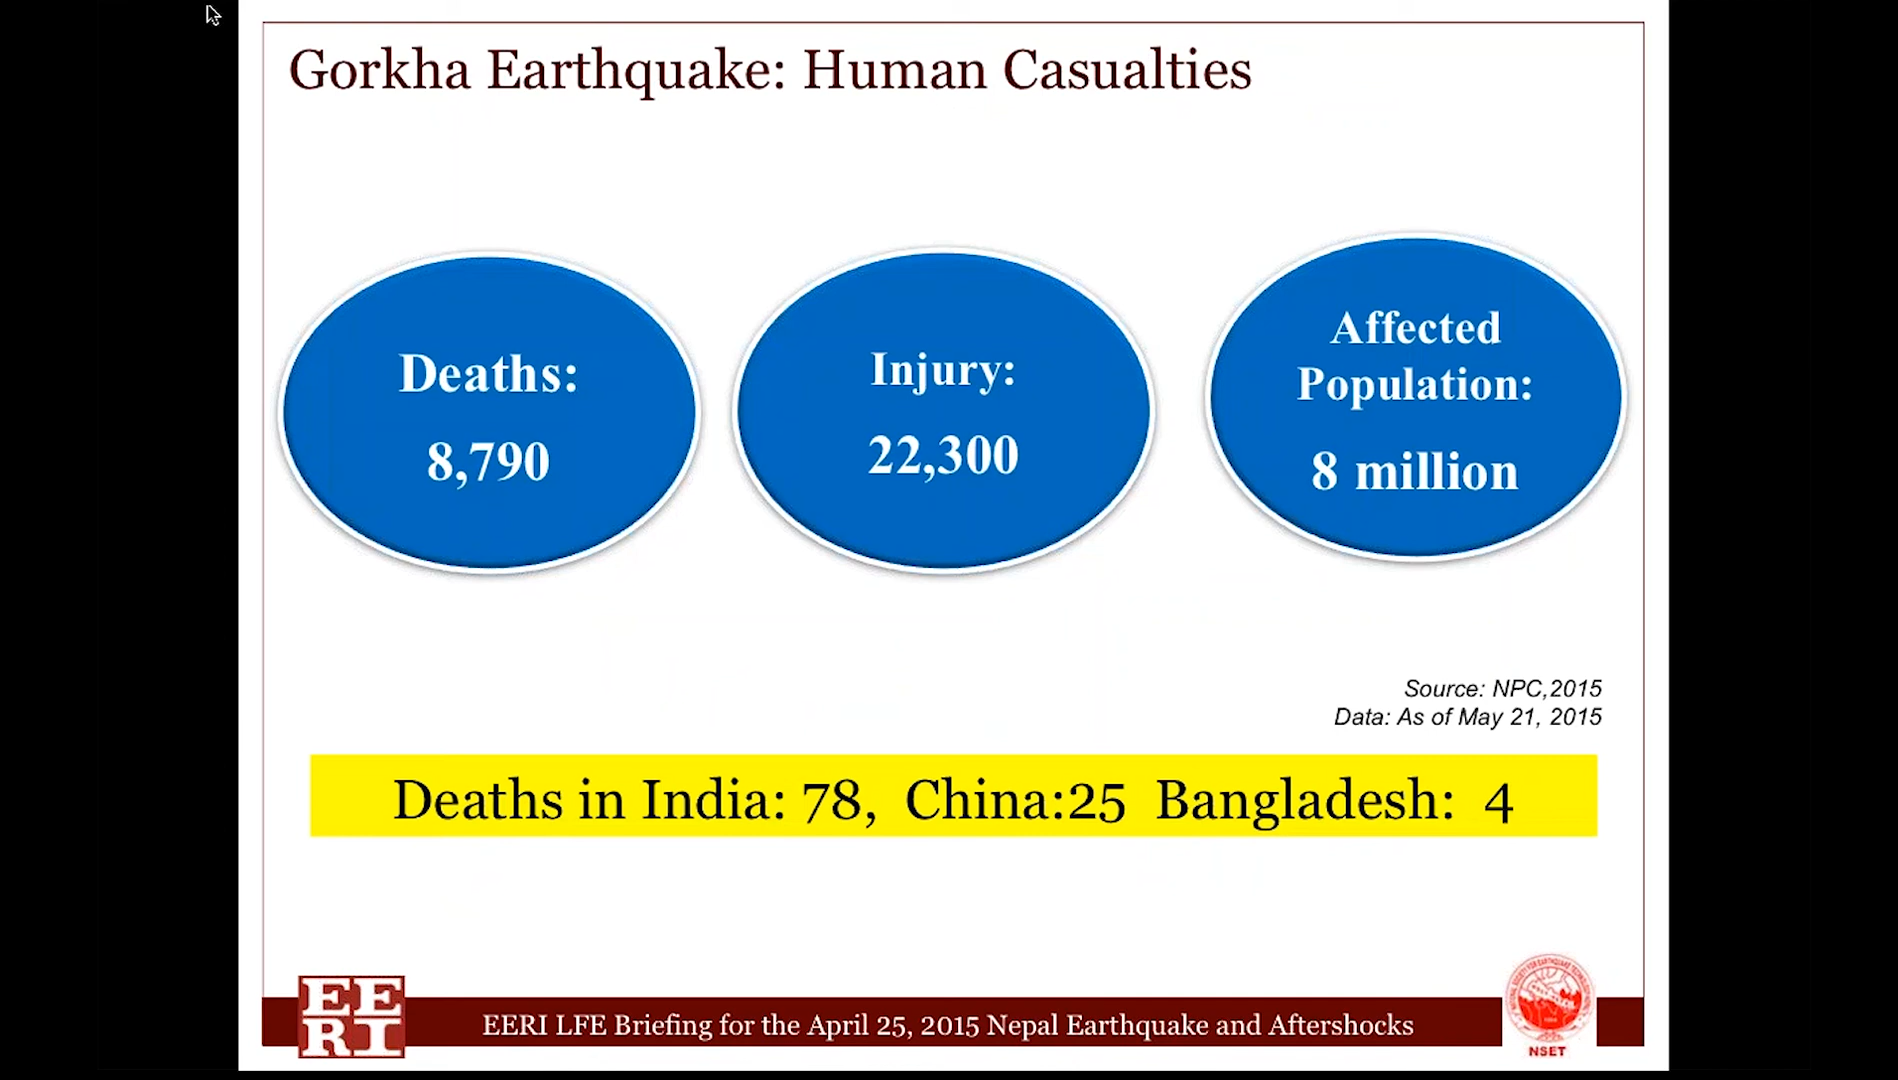 Gorkha Earthquake: Human Casualties
Deaths:
8,790
Injury:
22,300
Affected
Population:
8 million
Source: NPC,2015
Data: As of May 21, 2015
Deaths in India: 78, China:25 Bangladesh: 4
EE
RI
EERI LFE Briefing for the April 25, 2015 Nepal Earthquake and Aftershocks
NSET